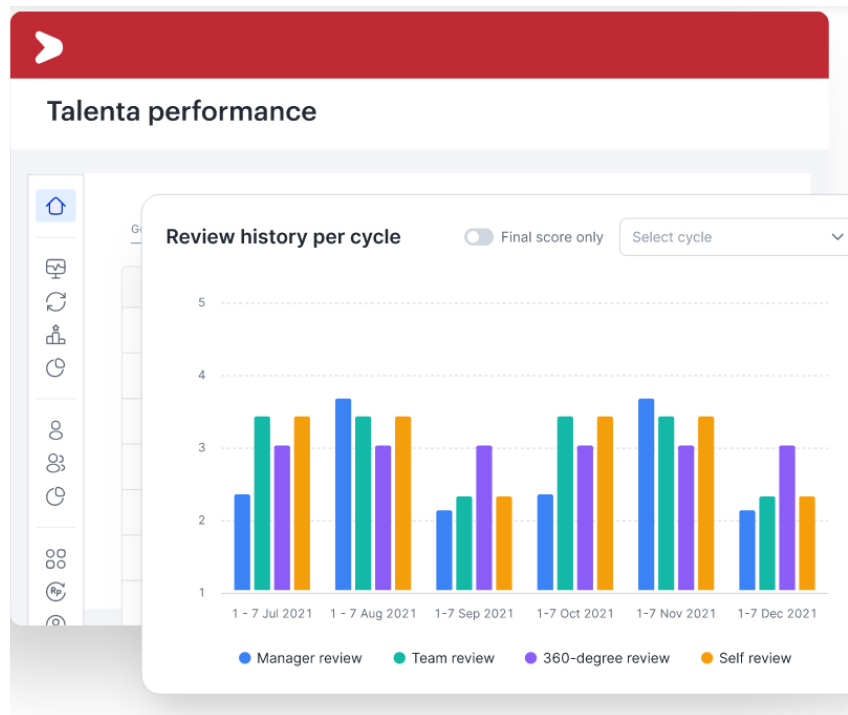 Talenta performance
Review history per cycle
Final score only
Select cycle
5
4
3
2
1
1 - 7 Jul 2021
1 - 7 Aug 2021
1-7 Sep 2021
1-7 Oct 2021
1-7 Nov 2021
1-7 Dec 2021
Manager review
Team review
360-degree review
Self review
Rp